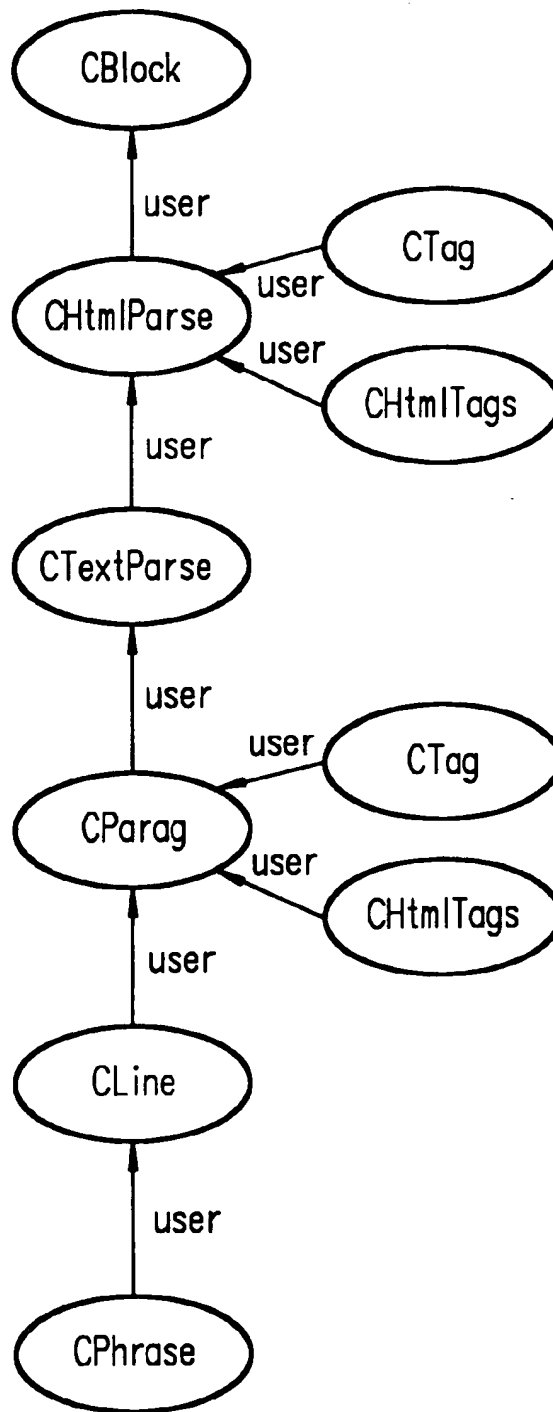 CBlock
user
CTag
user
CHtmlParse
user
CHtmlTags
user
CTextParse
user
user
CTag
CParag
user
CHtmlTags
user
CLine
user
CPhrase